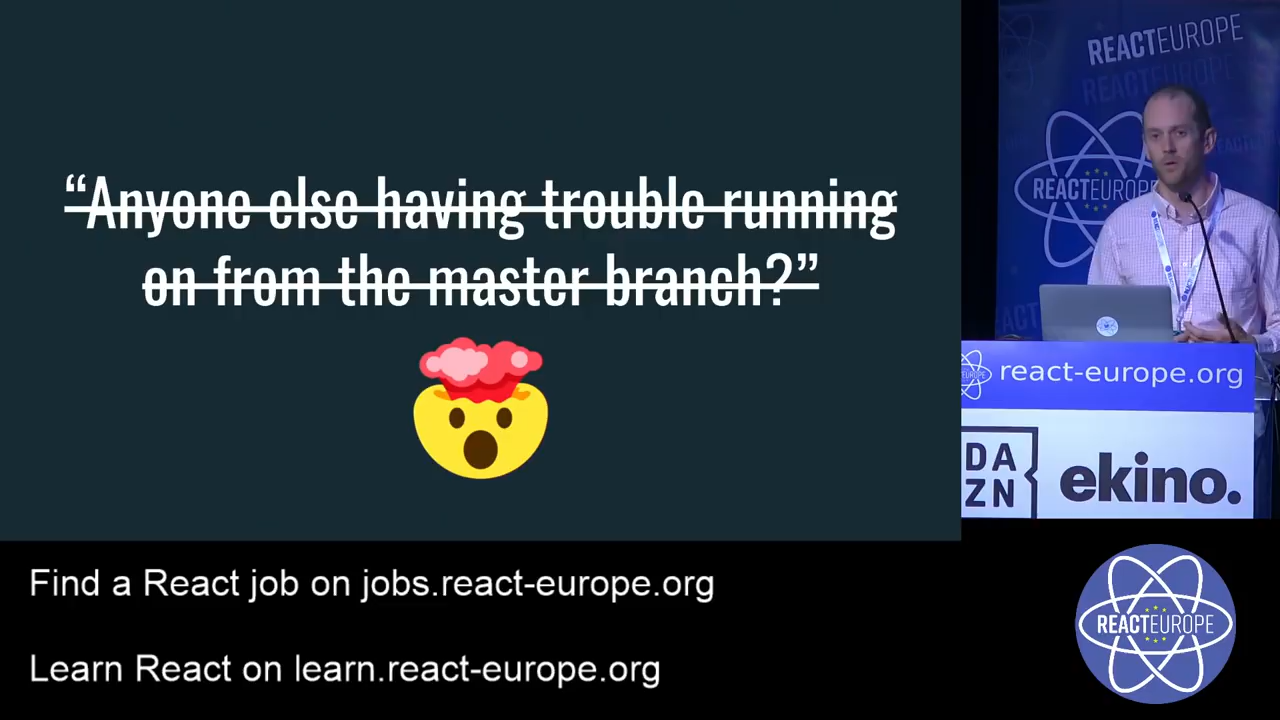 “Anyone else having trouble running
on from the master branch?”
REACTEUROPE
REACTEUROPE
REACTEUROPE
react-europe.org
DA
ZN
ekino.
Find a React job on jobs.react-europe.org
Learn React on learn.react-europe.org
REACTEUROPE